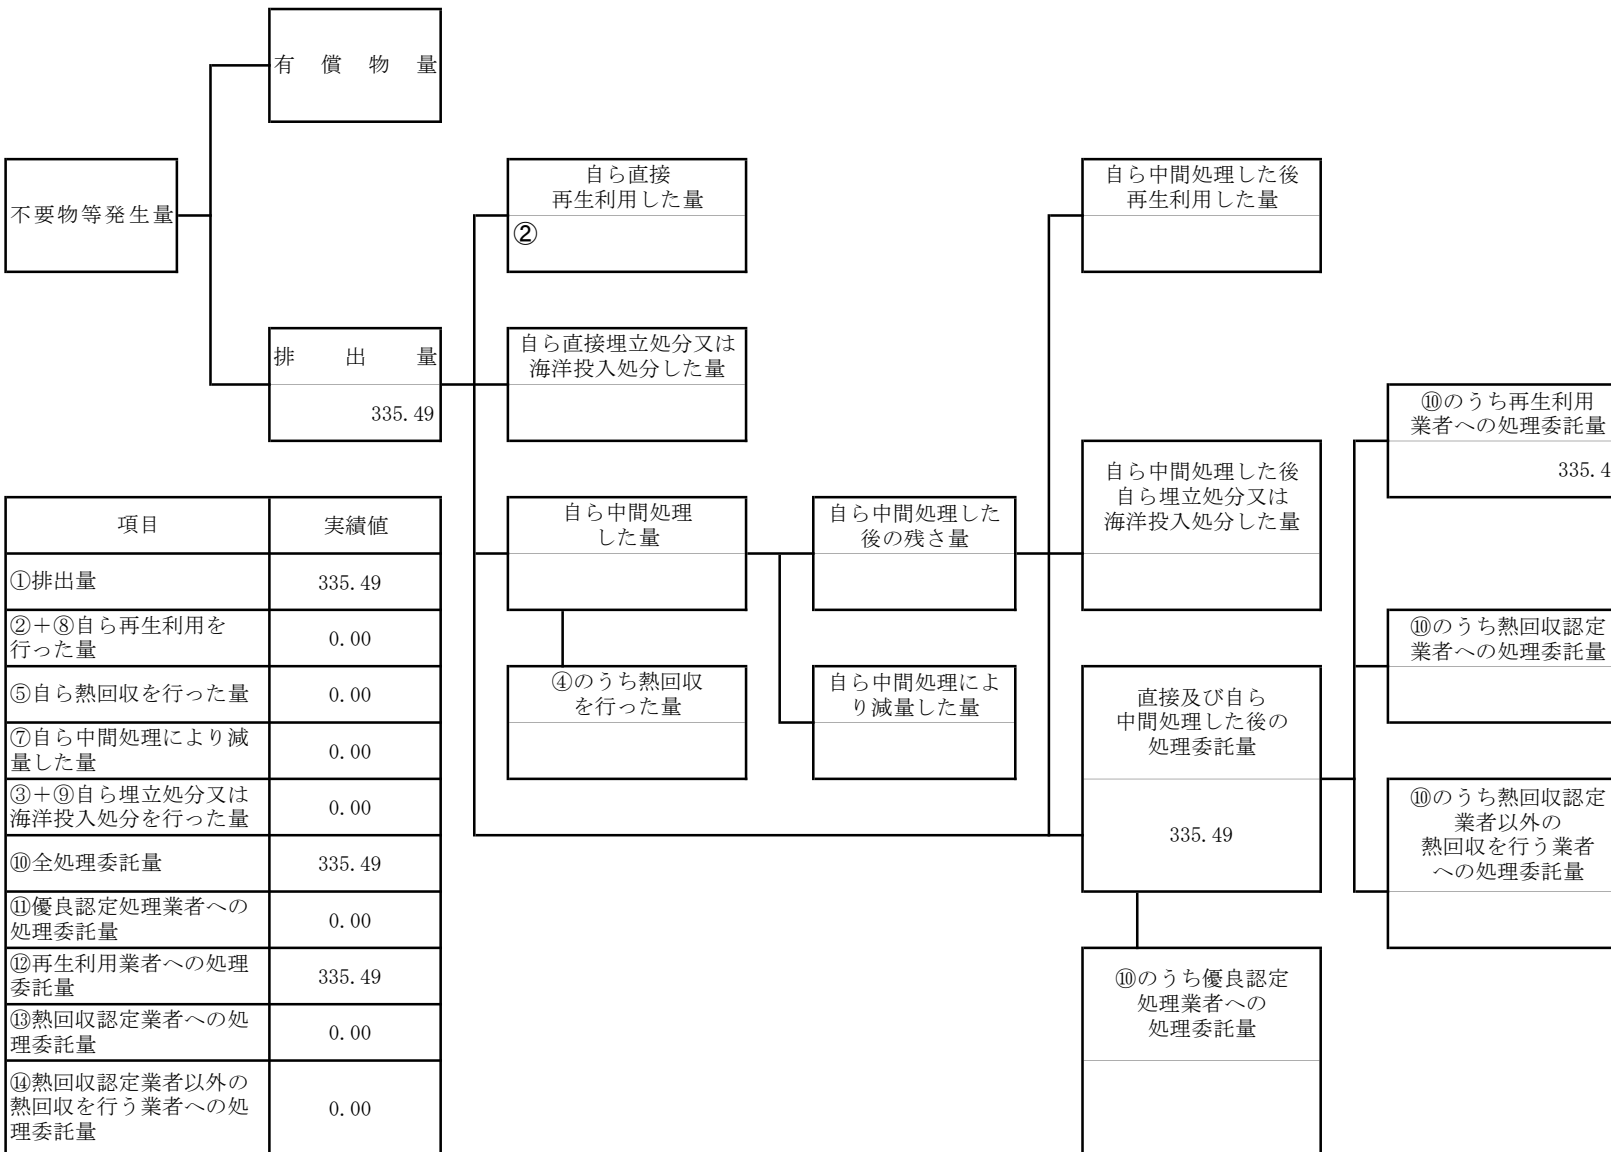 有償物量
不要物等発生量
自ら直接
再生利用した量
②
自ら中間処理した後
再生利用した量
排出量
335.49
自ら直接埋立処分又は
海洋投入処分した量
⑩のうち再生利用
業者への処理委託量
335.4
自ら中間処理した後
自ら埋立処分又は
海洋投入処分した量
自ら中間処理
した量
自ら中間処理した
後の残さ量
④のうち熱回収
を行った量
自ら中間処理によ
り減量した量
直接及び自ら
中間処理した後の
処理委託量
335.49
⑩のうち熱回収認定
業者への処理委託量
⑩のうち熱回収認定
業者以外の
熱回収を行う業者
への処理委託量
⑩のうち優良認定
処理業者への
処理委託量
項目 実績値
①排出量 335.49
②＋⑧自ら再生利用を
行った量 0.00
⑤自ら熱回収を行った量 0.00
⑦自ら中間処理により減
量した量 0.00
③＋⑨自ら埋立処分又は
海洋投入処分を行った量 0.00
⑩全処理委託量 335.49
⑪優良認定処理業者への
処理委託量 0.00
⑫再生利用業者への処理
委託量 335.49
⑬熱回収認定業者への処
理委託量 0.00
⑭熱回収認定業者以外の
熱回収を行う業者への処 0.00
理委託量